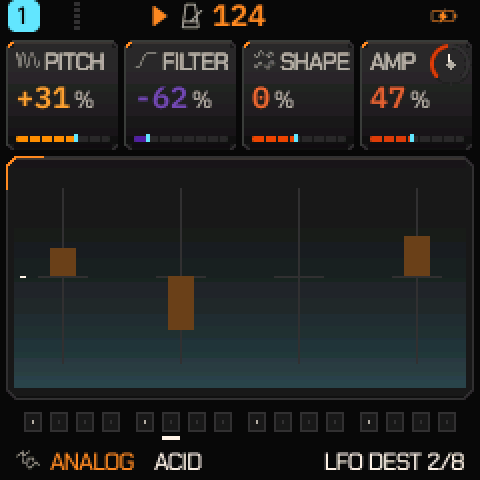 1 124
PITCH FILTER SHAPE AMP
+31% -62% 0% 47%
ANALOG ACID LFO DEST 2/8